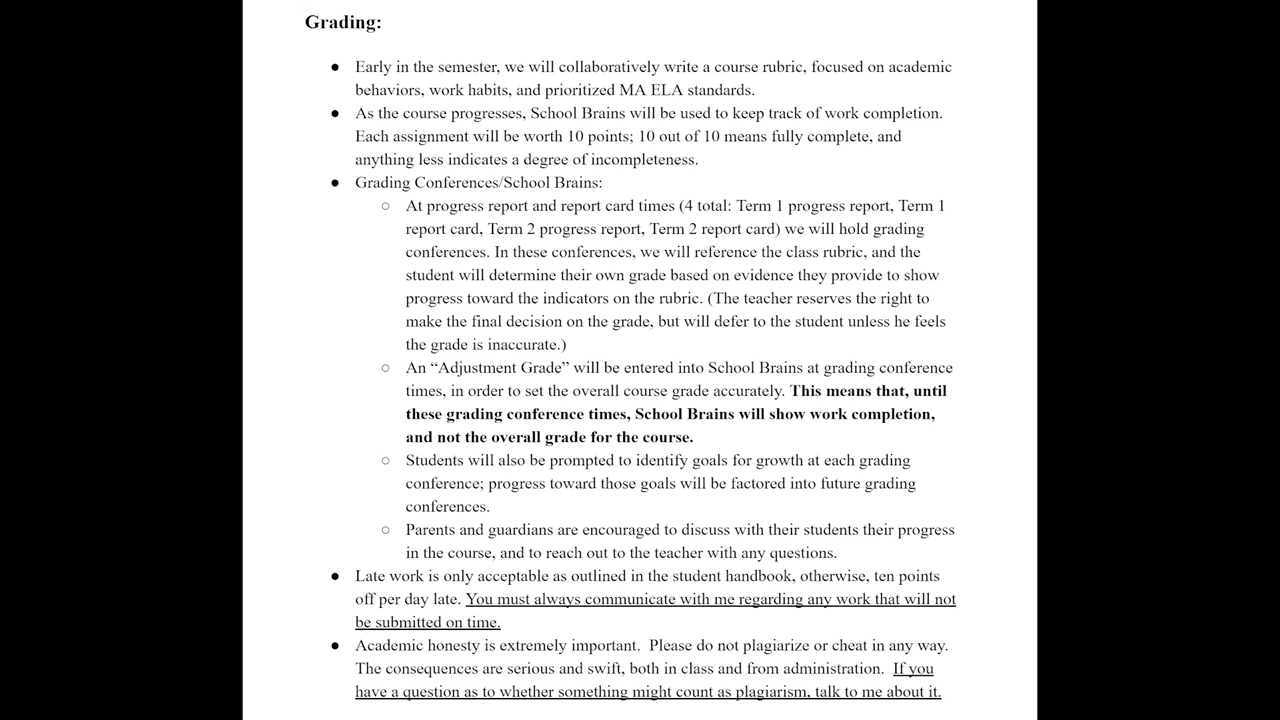 Grading:
● Early in the semester, we will collaboratively write a course rubric, focused on academic
behaviors, work habits, and prioritized MA ELA standards.
● As the course progresses, School Brains will be used to keep track of work completion.
Each assignment will be worth 10 points; 10 out of 10 means fully complete, and
anything less indicates a degree of incompleteness.
● Grading Conferences/School Brains:
○ At progress report and report card times (4 total: Term 1 progress report, Term 1
report card, Term 2 progress report, Term 2 report card) we will hold grading
conferences. In these conferences, we will reference the class rubric, and the
student will determine their own grade based on evidence they provide to show
progress toward the indicators on the rubric. (The teacher reserves the right to
make the final decision on the grade, but will defer to the student unless he feels
the grade is inaccurate.)
○ An “Adjustment Grade” will be entered into School Brains at grading conference
times, in order to set the overall course grade accurately. This means that, until
these grading conference times, School Brains will show work completion,
and not the overall grade for the course.
○ Students will also be prompted to identify goals for growth at each grading
conference; progress toward those goals will be factored into future grading
conferences.
○ Parents and guardians are encouraged to discuss with their students their progress
in the course, and to reach out to the teacher with any questions.
● Late work is only acceptable as outlined in the student handbook, otherwise, ten points
off per day late. You must always communicate with me regarding any work that will not
be submitted on time.
● Academic honesty is extremely important.  Please do not plagiarize or cheat in any way.
The consequences are serious and swift, both in class and from administration.  If you
have a question as to whether something might count as plagiarism, talk to me about it.